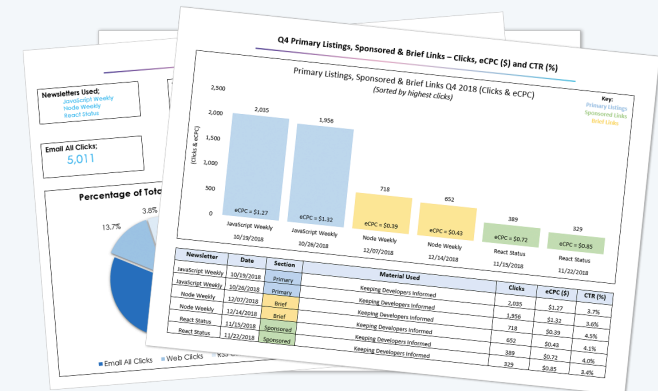 Q4 Primary Listings, Sponsored & Brief Links – Clicks, eCPC ($) and CTR (%)
Primary Listings, Sponsored & Brief Links Q4 2018 (Clicks & eCPC)
(Sorted by highest clicks)
Key:
Primary Listings
Sponsored Links
Brief Links
(Clicks & eCPC)
2,500
2,000
1,500
1,000
500
0
2,035
1,956
718
652
389
329
eCPC = $1.27
eCPC = $1.32
eCPC = $0.39
eCPC = $0.43
eCPC = $0.72
eCPC = $0.85
JavaScript Weekly
JavaScript Weekly
Node Weekly
Node Weekly
React Status
React Status
10/19/2018
10/26/2018
12/07/2018
12/14/2018
11/15/2018
11/22/2018
Newsletter Date Section Material Used Clicks eCPC ($) CTR (%)
JavaScript Weekly 10/19/2018 Primary Keeping Developers Informed 2,035 $1.27 3.7%
JavaScript Weekly 10/26/2018 Primary Keeping Developers Informed 1,956 $1.32 3.6%
Node Weekly 12/07/2018 Brief Keeping Developers Informed 718 $0.39 4.5%
Node Weekly 12/14/2018 Brief Keeping Developers Informed 652 $0.43 4.1%
React Status 11/15/2018 Sponsored Keeping Developers Informed 389 $0.72 4.0%
React Status 11/22/2018 Sponsored Keeping Developers Informed 329 $0.85 3.4%
Newsletters Used;
JavaScript Weekly
Node Weekly
React Status
Email All Clicks;
5,011
Percentage of Tota
3.8%
13.7%
Email All Clicks Web Clicks